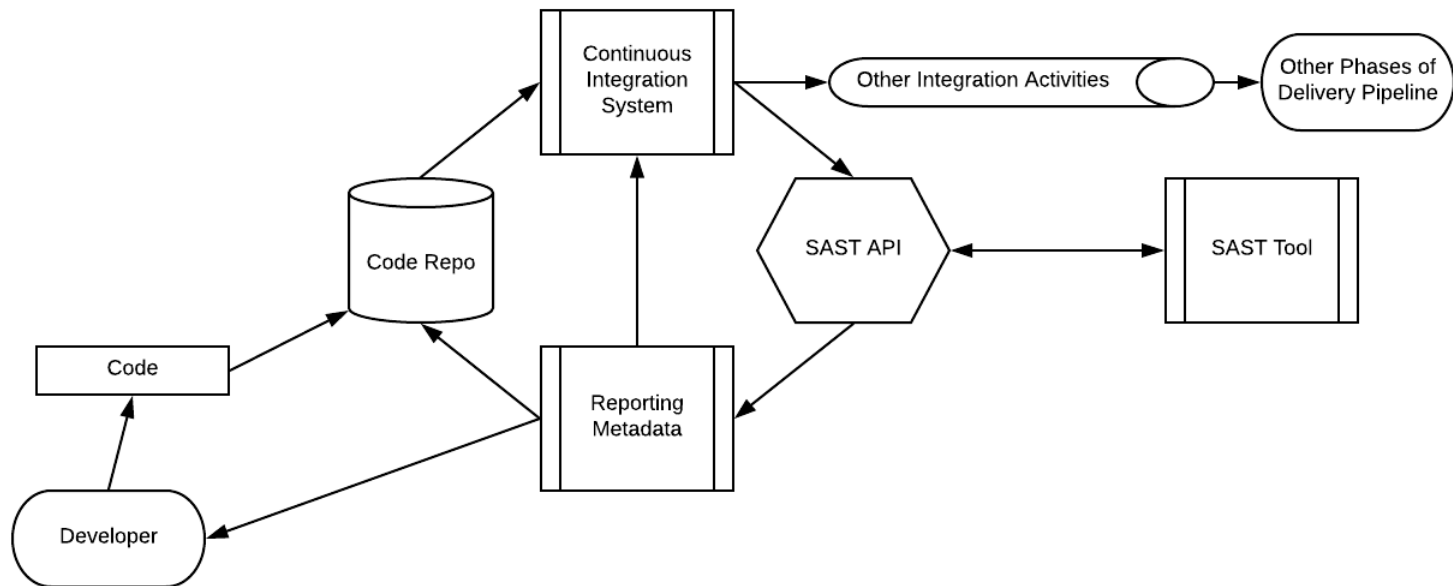 Continuous
Integration
System
Other Integration Activities
Other Phases of
Delivery Pipeline
Code Repo
SAST API
SAST Tool
Code
Reporting
Metadata
Developer